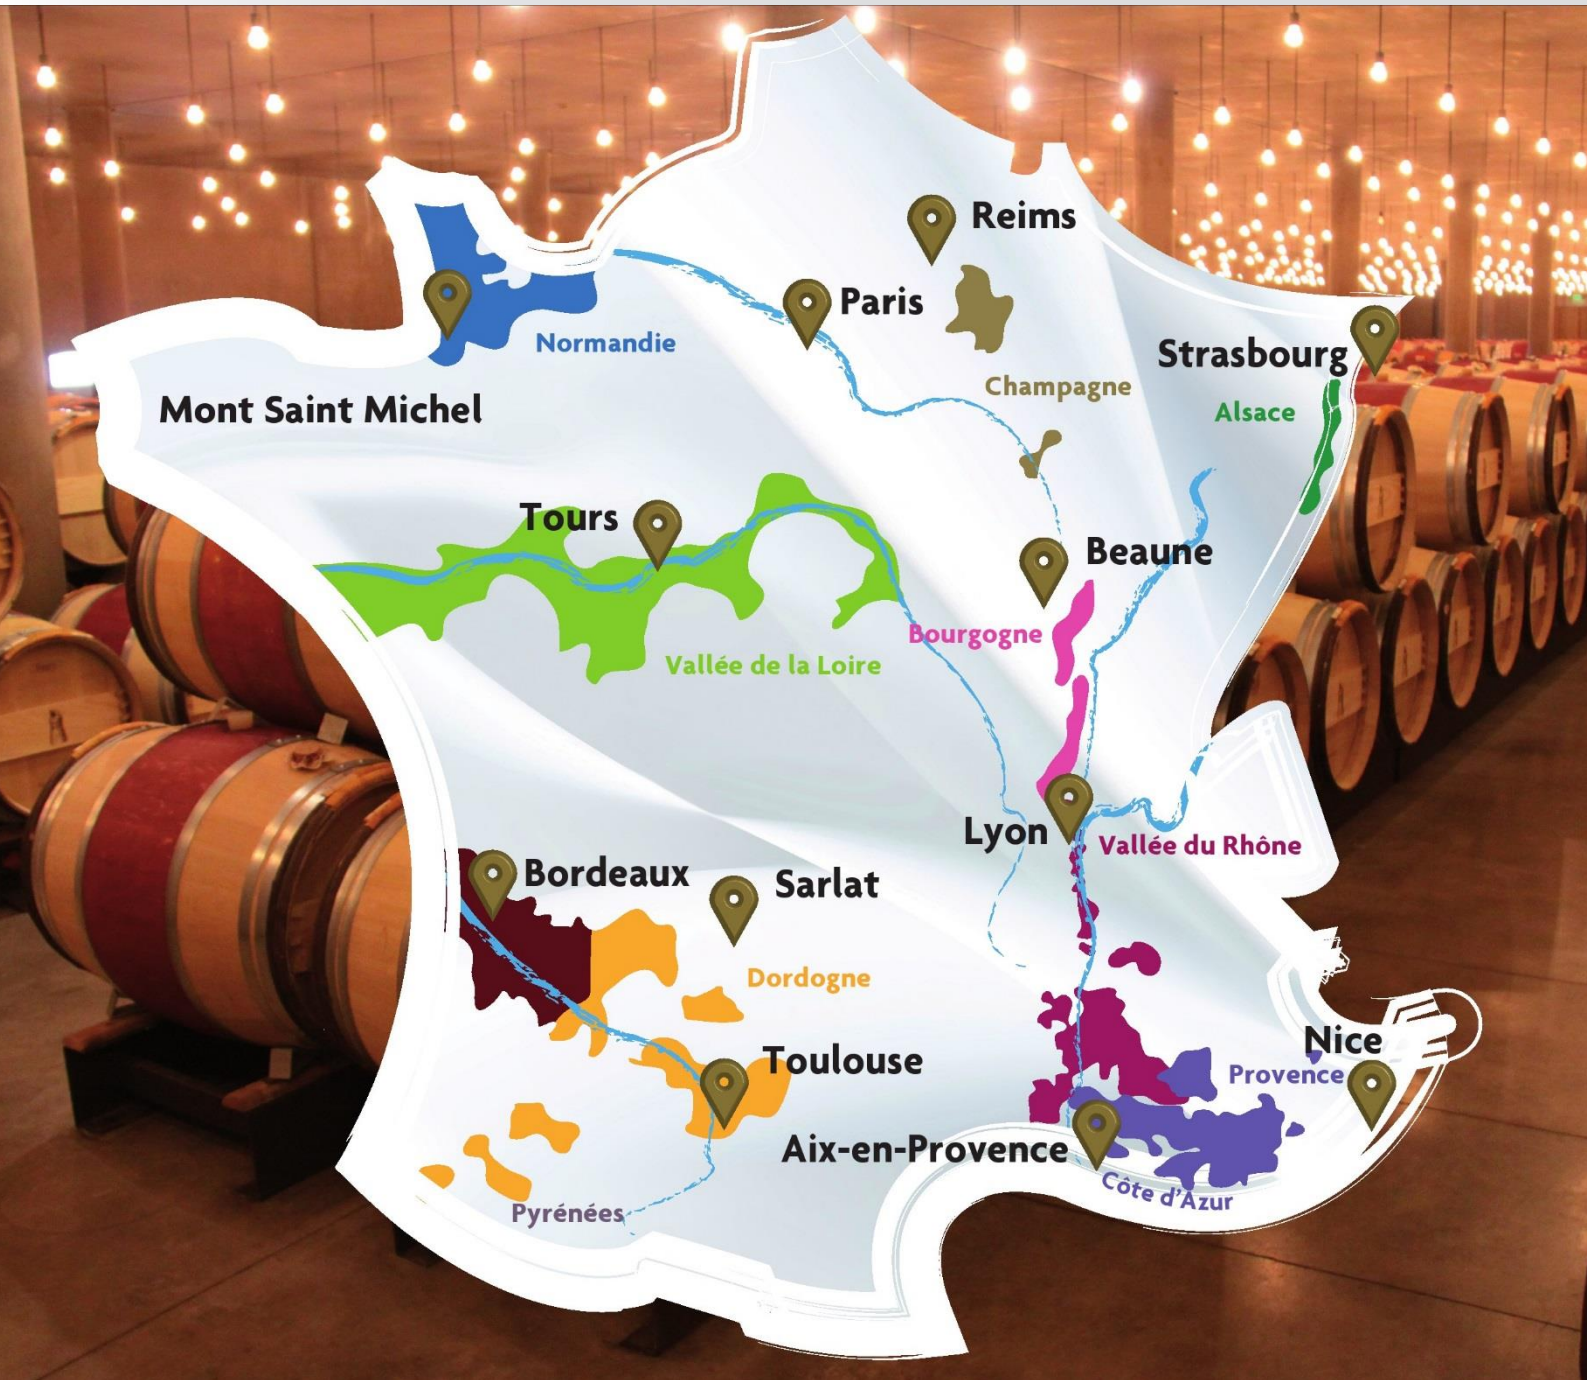 Reims
Paris
Strasbourg
Normandie
Champagne
Mont Saint Michel
Alsace
Tours
Beaune
Bourgogne
Vallée de la Loire
Lyon
Vallée du Rhône
Bordeaux
Sarlat
Dordogne
Nice
Toulouse
Provence
Aix-en-Provence
Côte d'Azur
Pyrénées